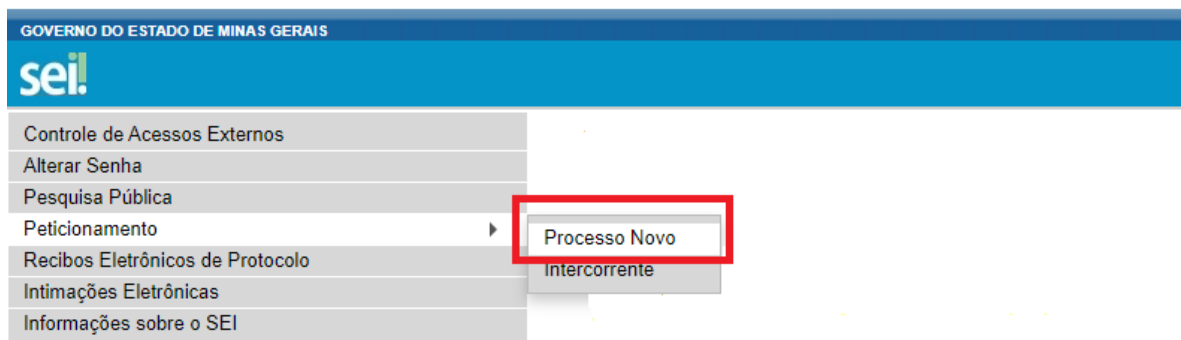 GOVERNO DO ESTADO DE MINAS GERAIS
sei!
Controle de Acessos Externos
Alterar Senha
Pesquisa Pública
Peticionamento
Processo Novo
Intercorrente
Recibos Eletrônicos de Protocolo
Intimações Eletrônicas
Informações sobre o SEI